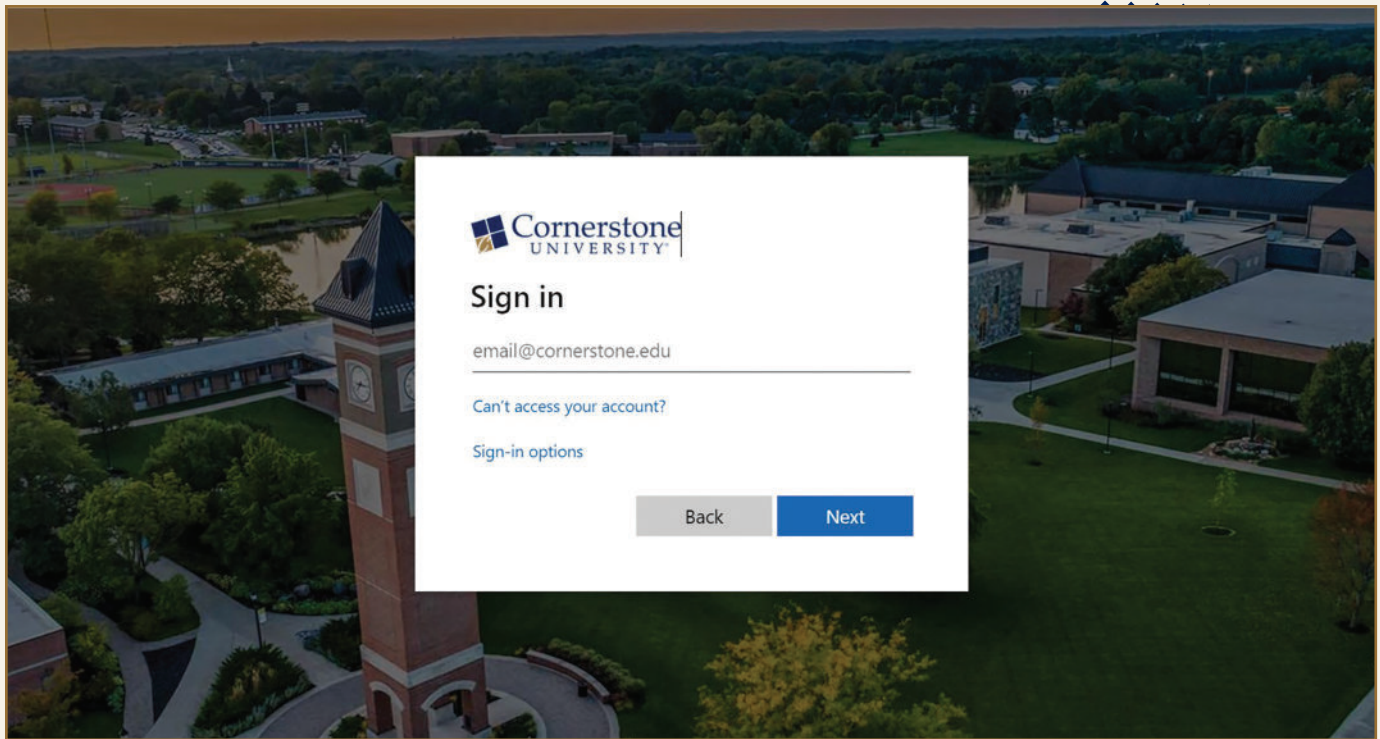 Cornerstone
UNIVERSITY
Sign in
email@cornerstone.edu
Can't access your account?
Sign-in options
Back
Next